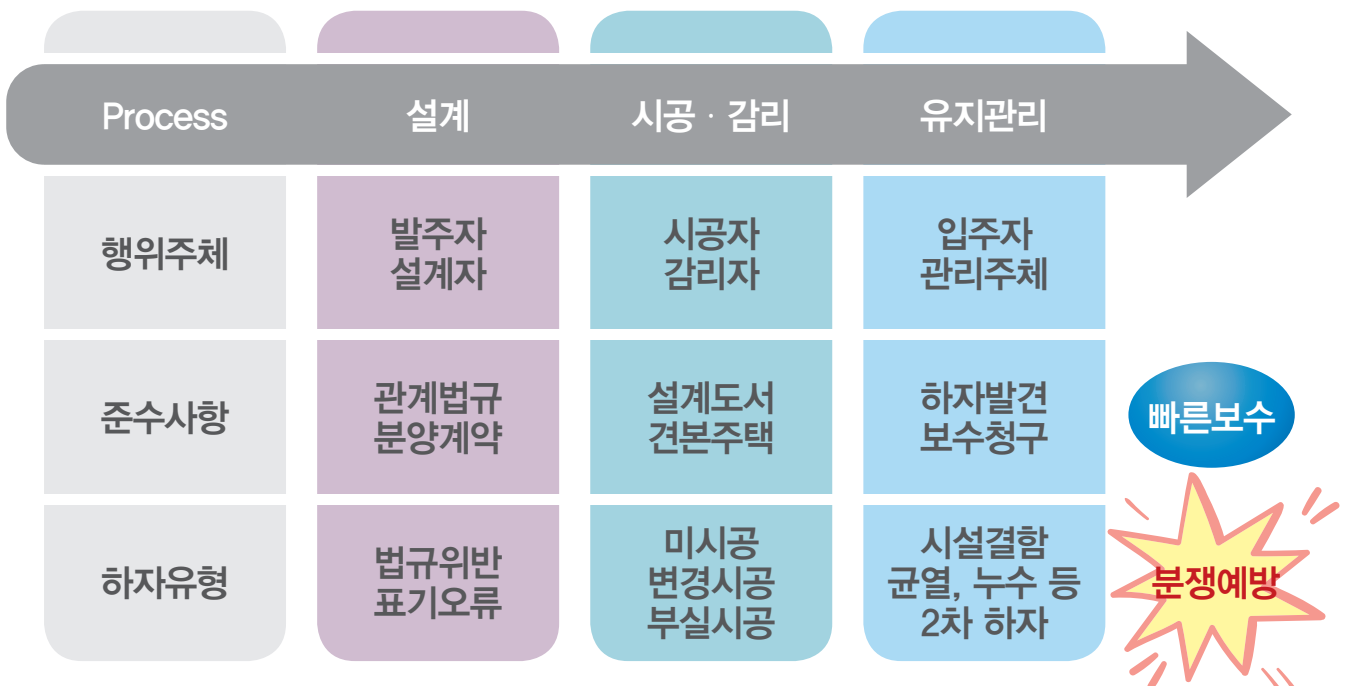 Process 설계 시공 · 감리 유지관리
행위주체
발주자
설계자
시공자
감리자
입주자
관리주체
준수사항
관계법규
분양계약
설계도서
견본주택
하자발견
보수청구
빠른보수
하자유형
법규위반
표기오류
미시공
변경시공
부실시공
시설결함
균열, 누수 등
2차 하자
분쟁예방